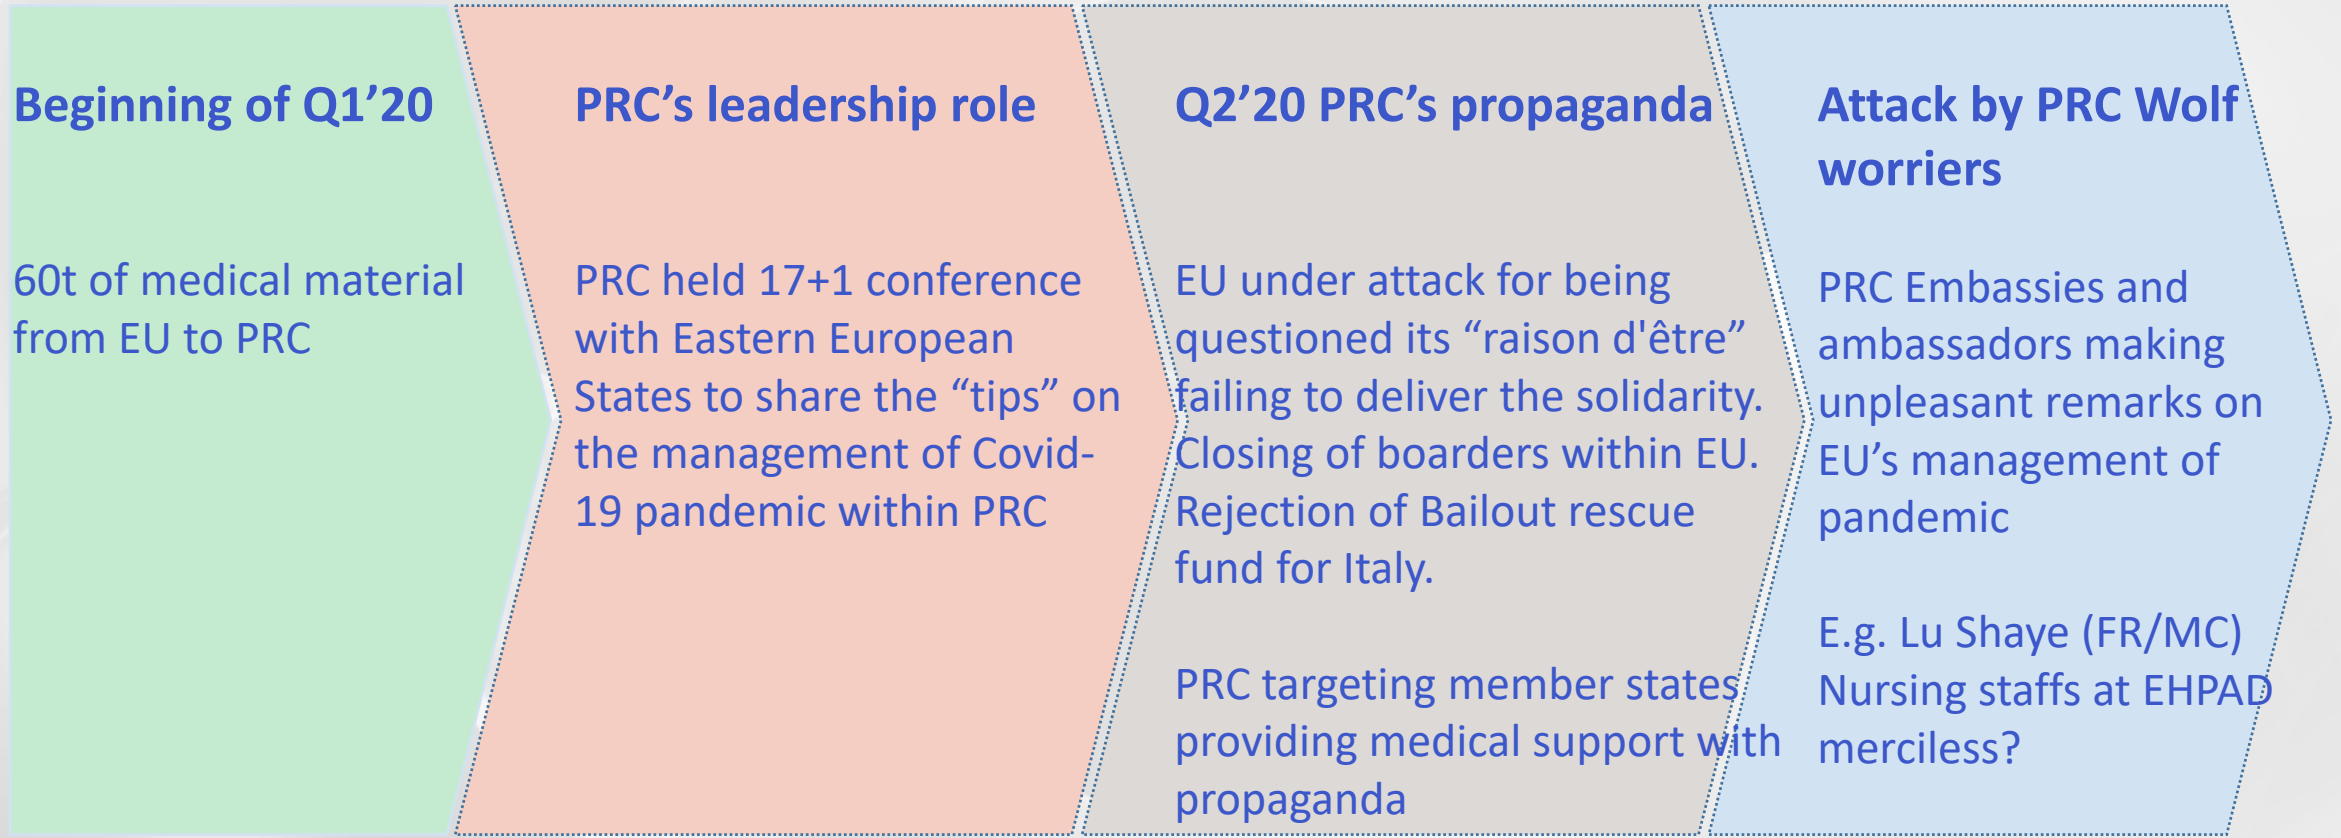 Beginning of Q1’20
60t of medical material
from EU to PRC
PRC’s leadership role
PRC held 17+1 conference
with Eastern European
States to share the “tips” on
the management of Covid-
19 pandemic within PRC
Q2’20 PRC’s propaganda
EU under attack for being
questioned its “raison d'être”
failing to deliver the solidarity.
Closing of boarders within EU.
Rejection of Bailout rescue
fund for Italy.
PRC targeting member states
providing medical support with
propaganda
Attack by PRC Wolf
worriers
PRC Embassies and
ambassadors making
unpleasant remarks on
EU’s management of
pandemic
E.g. Lu Shaye (FR/MC)
Nursing staffs at EHPAD
merciless?